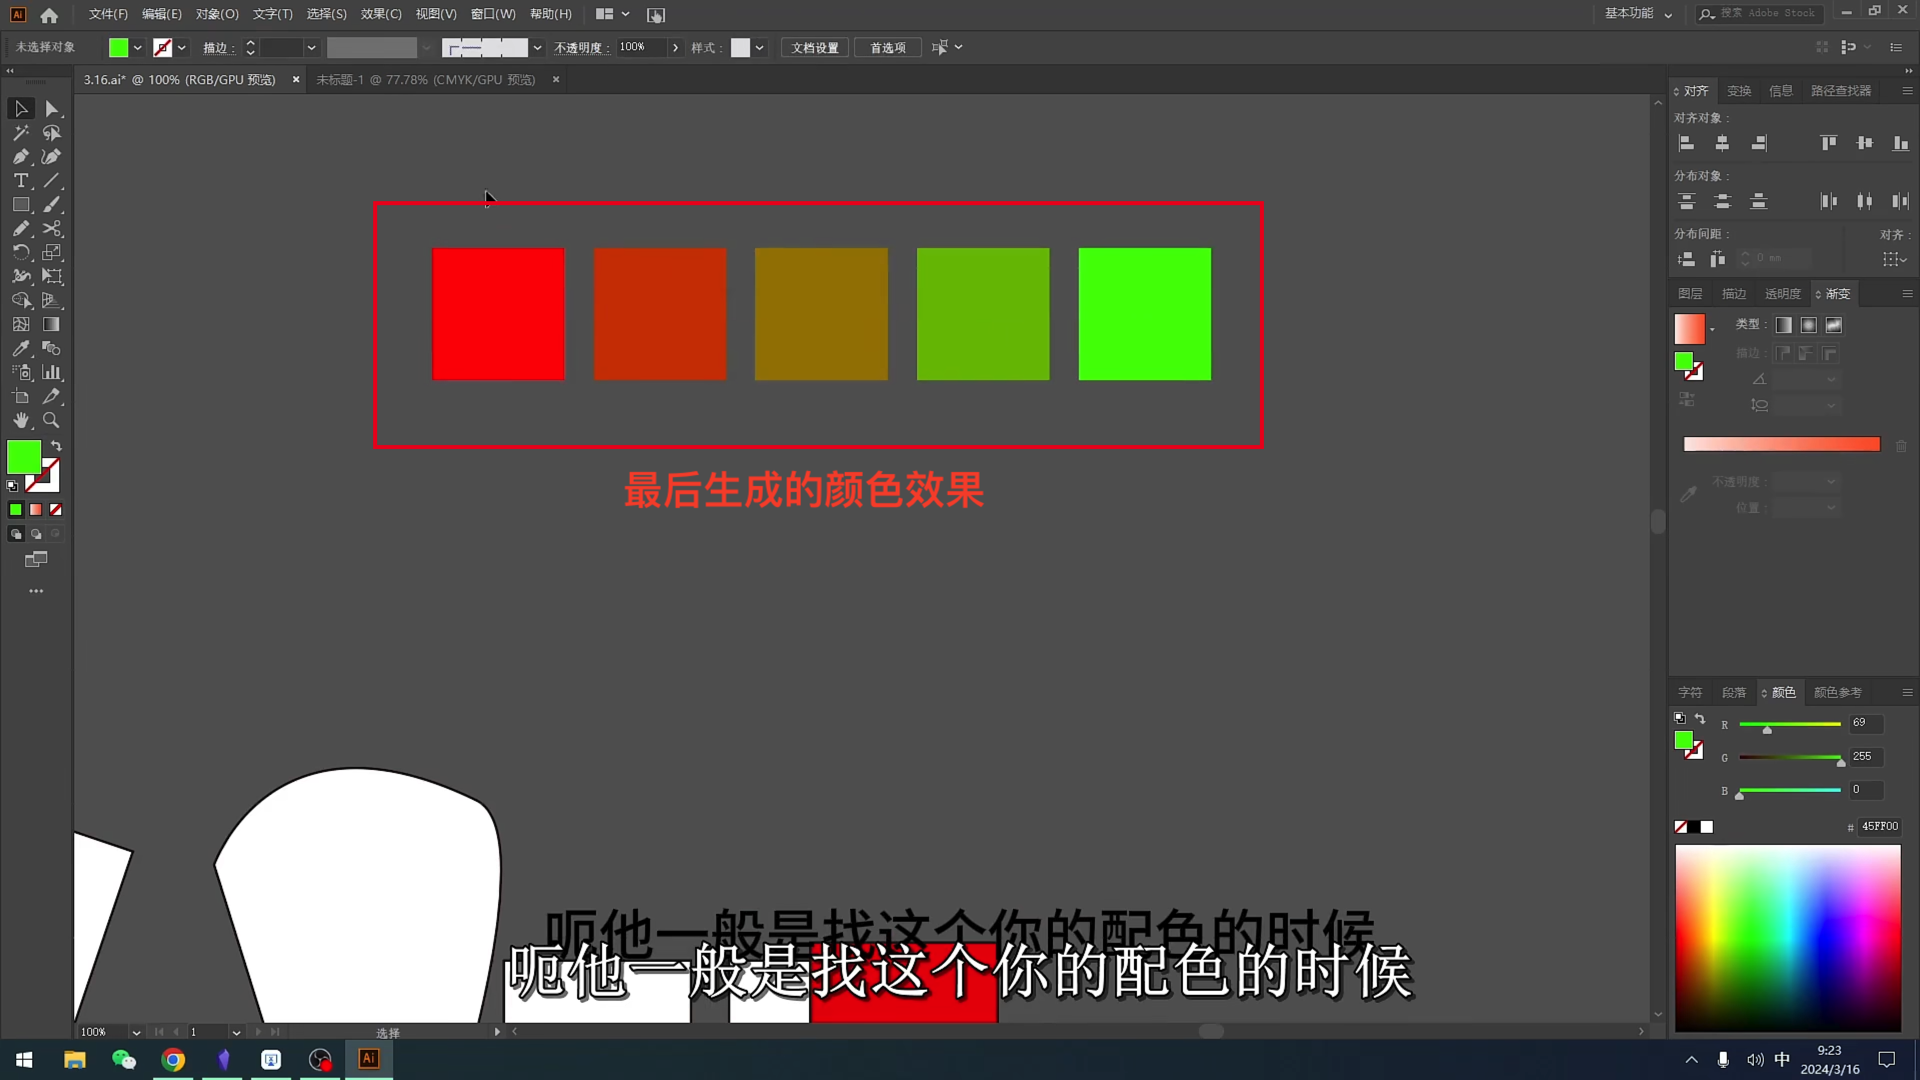 Ai 文件(F) 编辑(E) 对象(O) 文字(T) 选择(S) 效果(C) 视图(V) 窗口(W) 帮助(H) 基本功能 搜索 Adobe Stock
未选择对象 描边: 不透明度: 100% 样式: 文档设置 首选项
3.16.ai* @ 100% (RGB/GPU 预览) × 未标题-1 @ 77.78% (CMYK/GPU 预览) ×
对齐 变换 信息 路径查找器
对齐对象:
分布对象:
分布间距: 对齐:
0 mm
图层 描边 透明度 渐变
类型:
描边:
不透明度:
位置:
最后生成的颜色效果
字符 段落 颜色 颜色参考
R 69
G 255
B 0
# 45FF00
呃他一般是找这个你的配色的时候
呃他一般是找这个你的配色的时候
100% 1 选择
Ai 中 9:23
2024/3/16